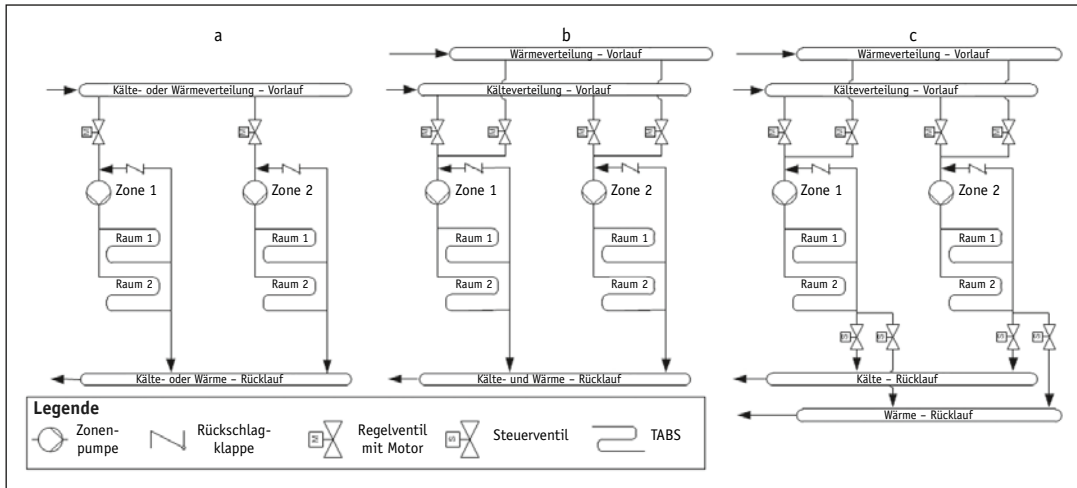 a
Kälte- oder Wärmeverteilung – Vorlauf
M
M
Zone 1
Zone 2
Raum 1
Raum 1
Raum 2
Raum 2
Kälte- oder Wärme – Rücklauf
b
Wärmeverteilung – Vorlauf
Kälteverteilung – Vorlauf
M
M
M
M
Zone 1
Zone 2
Raum 1
Raum 1
Raum 2
Raum 2
Kälte- und Wärme – Rücklauf
c
Wärmeverteilung – Vorlauf
Kälteverteilung – Vorlauf
M
M
M
M
Zone 1
Zone 2
Raum 1
Raum 1
Raum 2
Raum 2
S
S
S
S
Kälte – Rücklauf
Wärme – Rücklauf
Legende
Zonen-
pumpe
Rückschlag-
klappe
M
Regelventil
mit Motor
S
Steuerventil
TABS